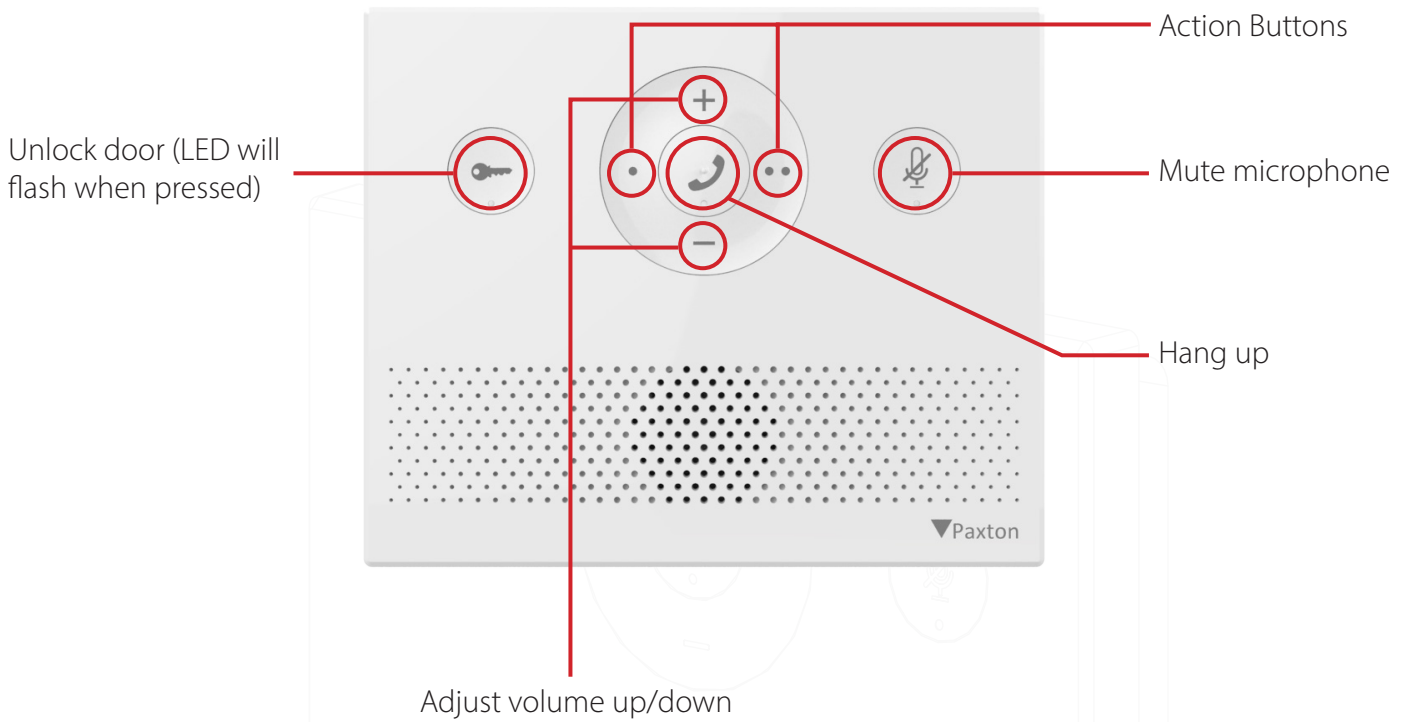 Action Buttons
Unlock door (LED will
flash when pressed)
Mute microphone
Hang up
Paxton
Adjust volume up/down